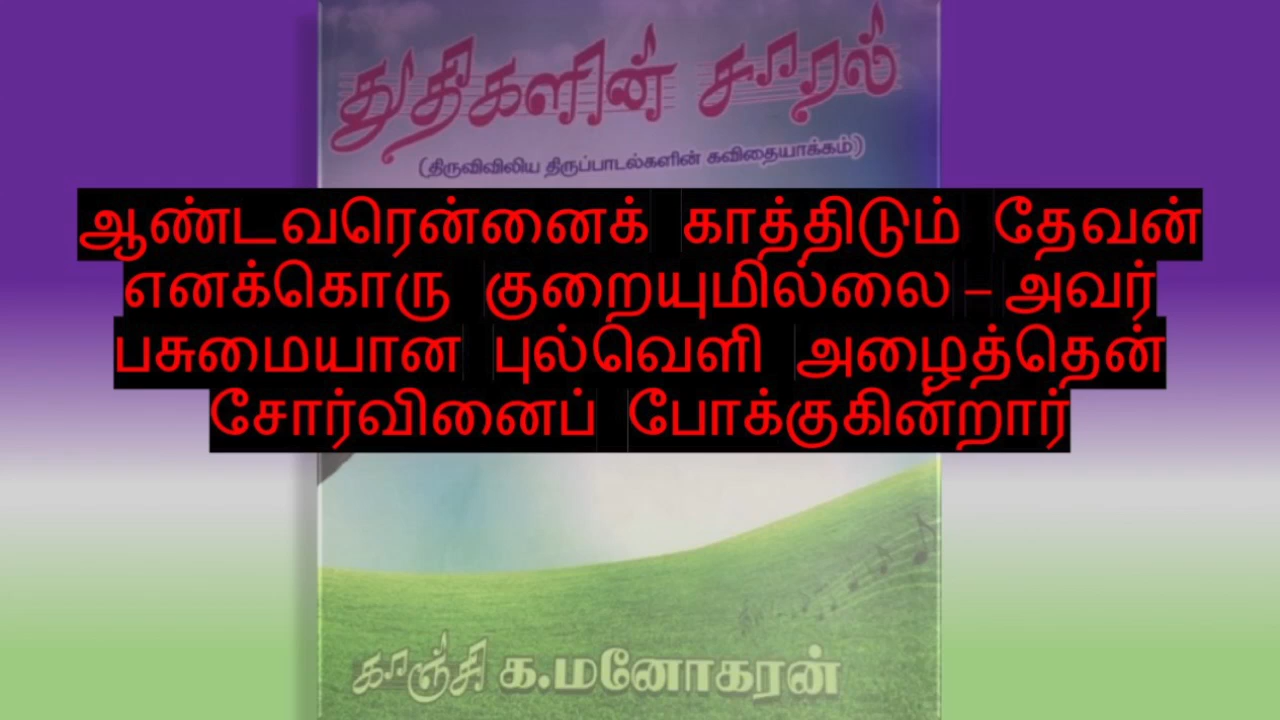 துதிகளின் சாரல்
(திருவிவிலிய திருப்பாடல்களின் கவிதையாக்கம்)
ஆண்டவரென்னைக் காத்திடும் தேவன்
எனக்கொரு குறையுமில்லை – அவர்
பசுமையான புல்வெளி அழைத்தென்
சோர்வினைப் போக்குகின்றார்
காஞ்சி க.மனோகரன்